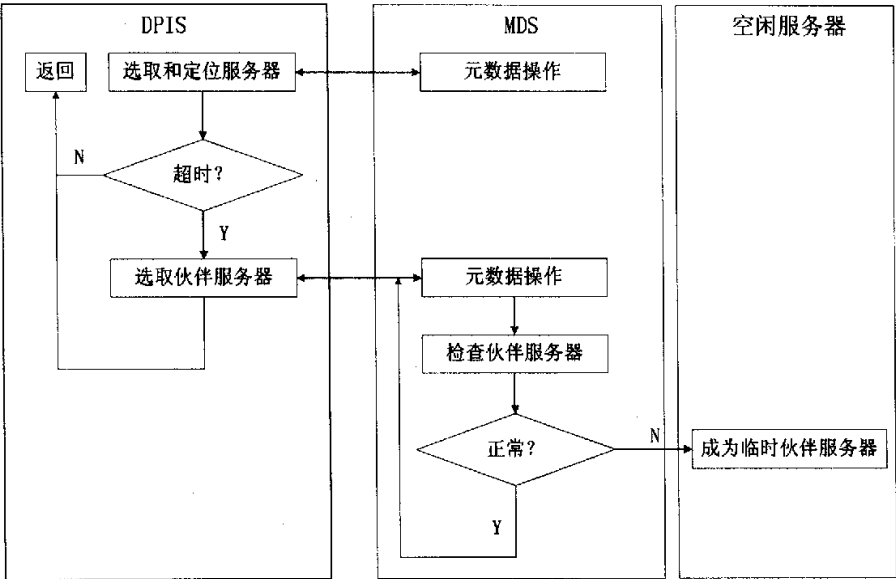 DPIS
MDS
空闲服务器
返回
选取和定位服务器
元数据操作
N
超时?
Y
选取伙伴服务器
元数据操作
检查伙伴服务器
正常?
N
成为临时伙伴服务器
Y